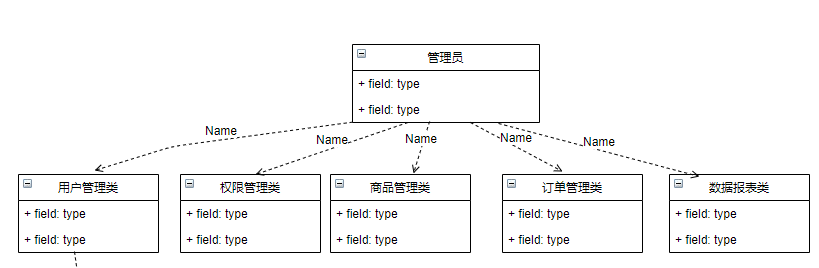 管理员
+ field: type
+ field: type
Name
Name
Name
Name
Name
用户管理类
+ field: type
+ field: type
权限管理类
+ field: type
+ field: type
商品管理类
+ field: type
+ field: type
订单管理类
+ field: type
+ field: type
数据报表类
+ field: type
+ field: type